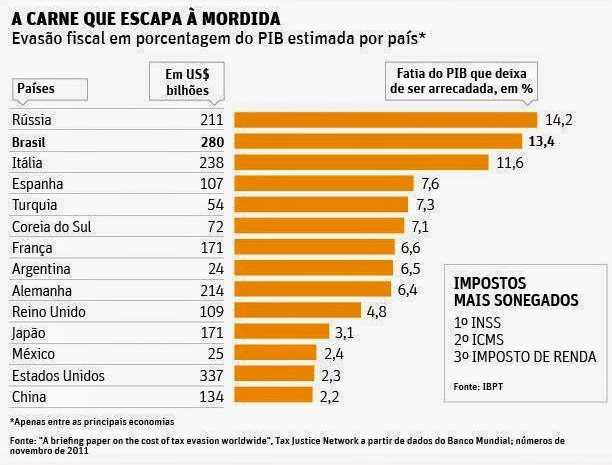 A CARNE QUE ESCAPA À MORDIDA
Evasão fiscal em porcentagem do PIB estimada por país*
Países
Em US$
bilhões
Fatia do PIB que deixa
de ser arrecadada, em %
Rússia 211 14,2
Brasil 280 13,4
Itália 238 11,6
Espanha 107 7,6
Turquia 54 7,3
Coreia do Sul 72 7,1
França 171 6,6
Argentina 24 6,5
Alemanha 214 6,4
Reino Unido 109 4,8
Japão 171 3,1
México 25 2,4
Estados Unidos 337 2,3
China 134 2,2
IMPOSTOS
MAIS SONEGADOS
1º INSS
2º ICMS
3º IMPOSTO DE RENDA
Fonte: IBPT
*Apenas entre as principais economias
Fonte: "A briefing paper on the cost of tax evasion worldwide", Tax Justice Network a partir de dados do Banco Mundial; números de
novembro de 2011